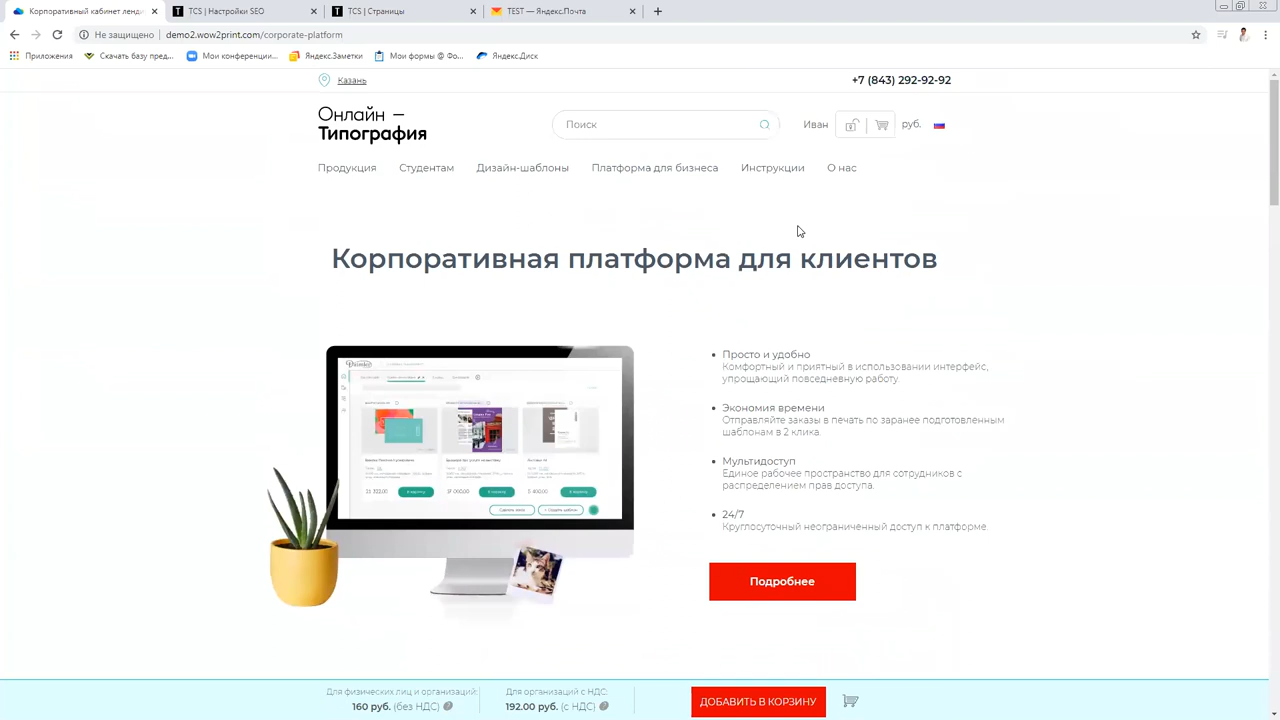 Корпоративный кабинет ленди
TCS | Настройки SEO
TCS | Страницы
TEST — Яндекс.Почта
Не защищено
demo2.wow2print.com/corporate-platform
Приложения
Скачать базу пред...
Мои конференции...
Яндекс.Заметки
Мои формы @ Фо...
Яндекс.Диск
Казань
+7 (843) 292-92-92
Онлайн —
Типография
Поиск
Иван
руб.
Продукция
Студентам
Дизайн-шаблоны
Платформа для бизнеса
Инструкции
О нас
Корпоративная платформа для клиентов
Просто и удобно
Комфортный и приятный в использовании интерфейс,
упрощающий повседневную работу.
Экономия времени
Отправляйте заказы в печать по заранее подготовленным
шаблонам в 2 клика.
Мультидоступ
Единое рабочее пространство для сотрудников с
распределением прав доступа.
24/7
Круглосуточный неограниченный доступ к платформе.
Подробнее
Для физических лиц и организаций:
160 руб. (без НДС)
Для организаций с НДС:
192.00 руб. (с НДС)
ДОБАВИТЬ В КОРЗИНУ